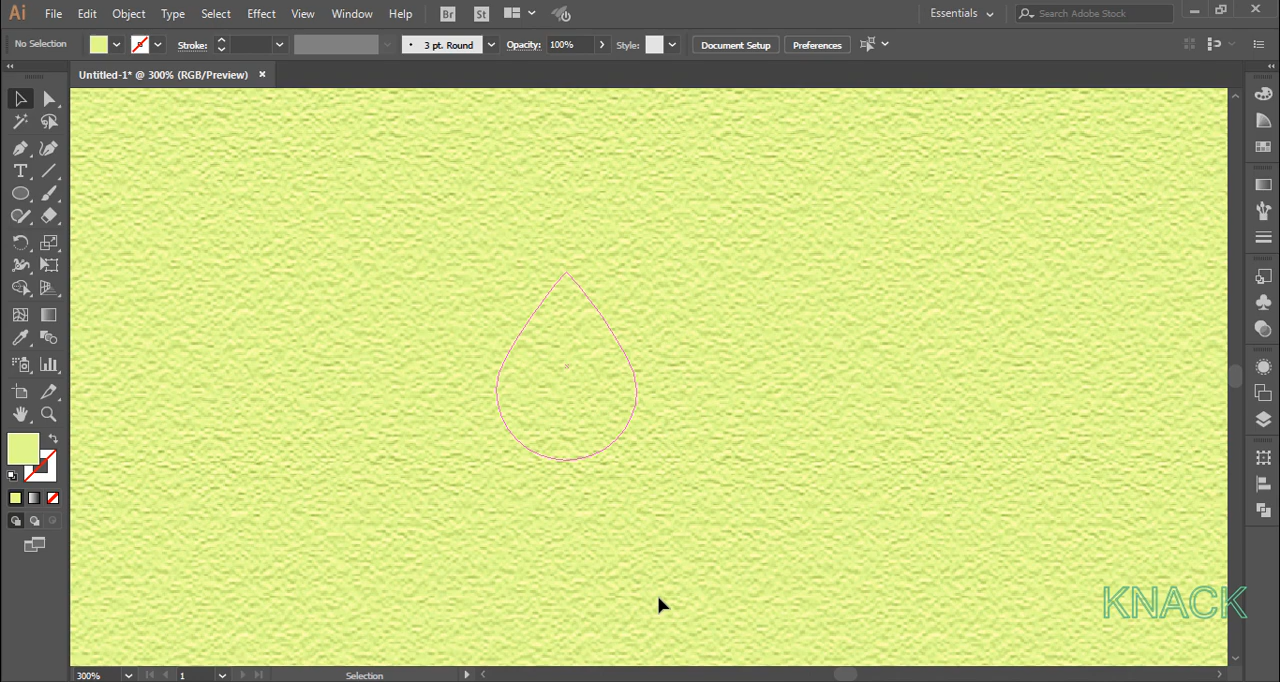 Ai File Edit Object Type Select Effect View Window Help Br St Essentials Search Adobe Stock
No Selection Stroke: 3 pt. Round Opacity: 100% Style: Document Setup Preferences
Untitled-1* @ 300% (RGB/Preview)
KNACK
300% 1 Selection